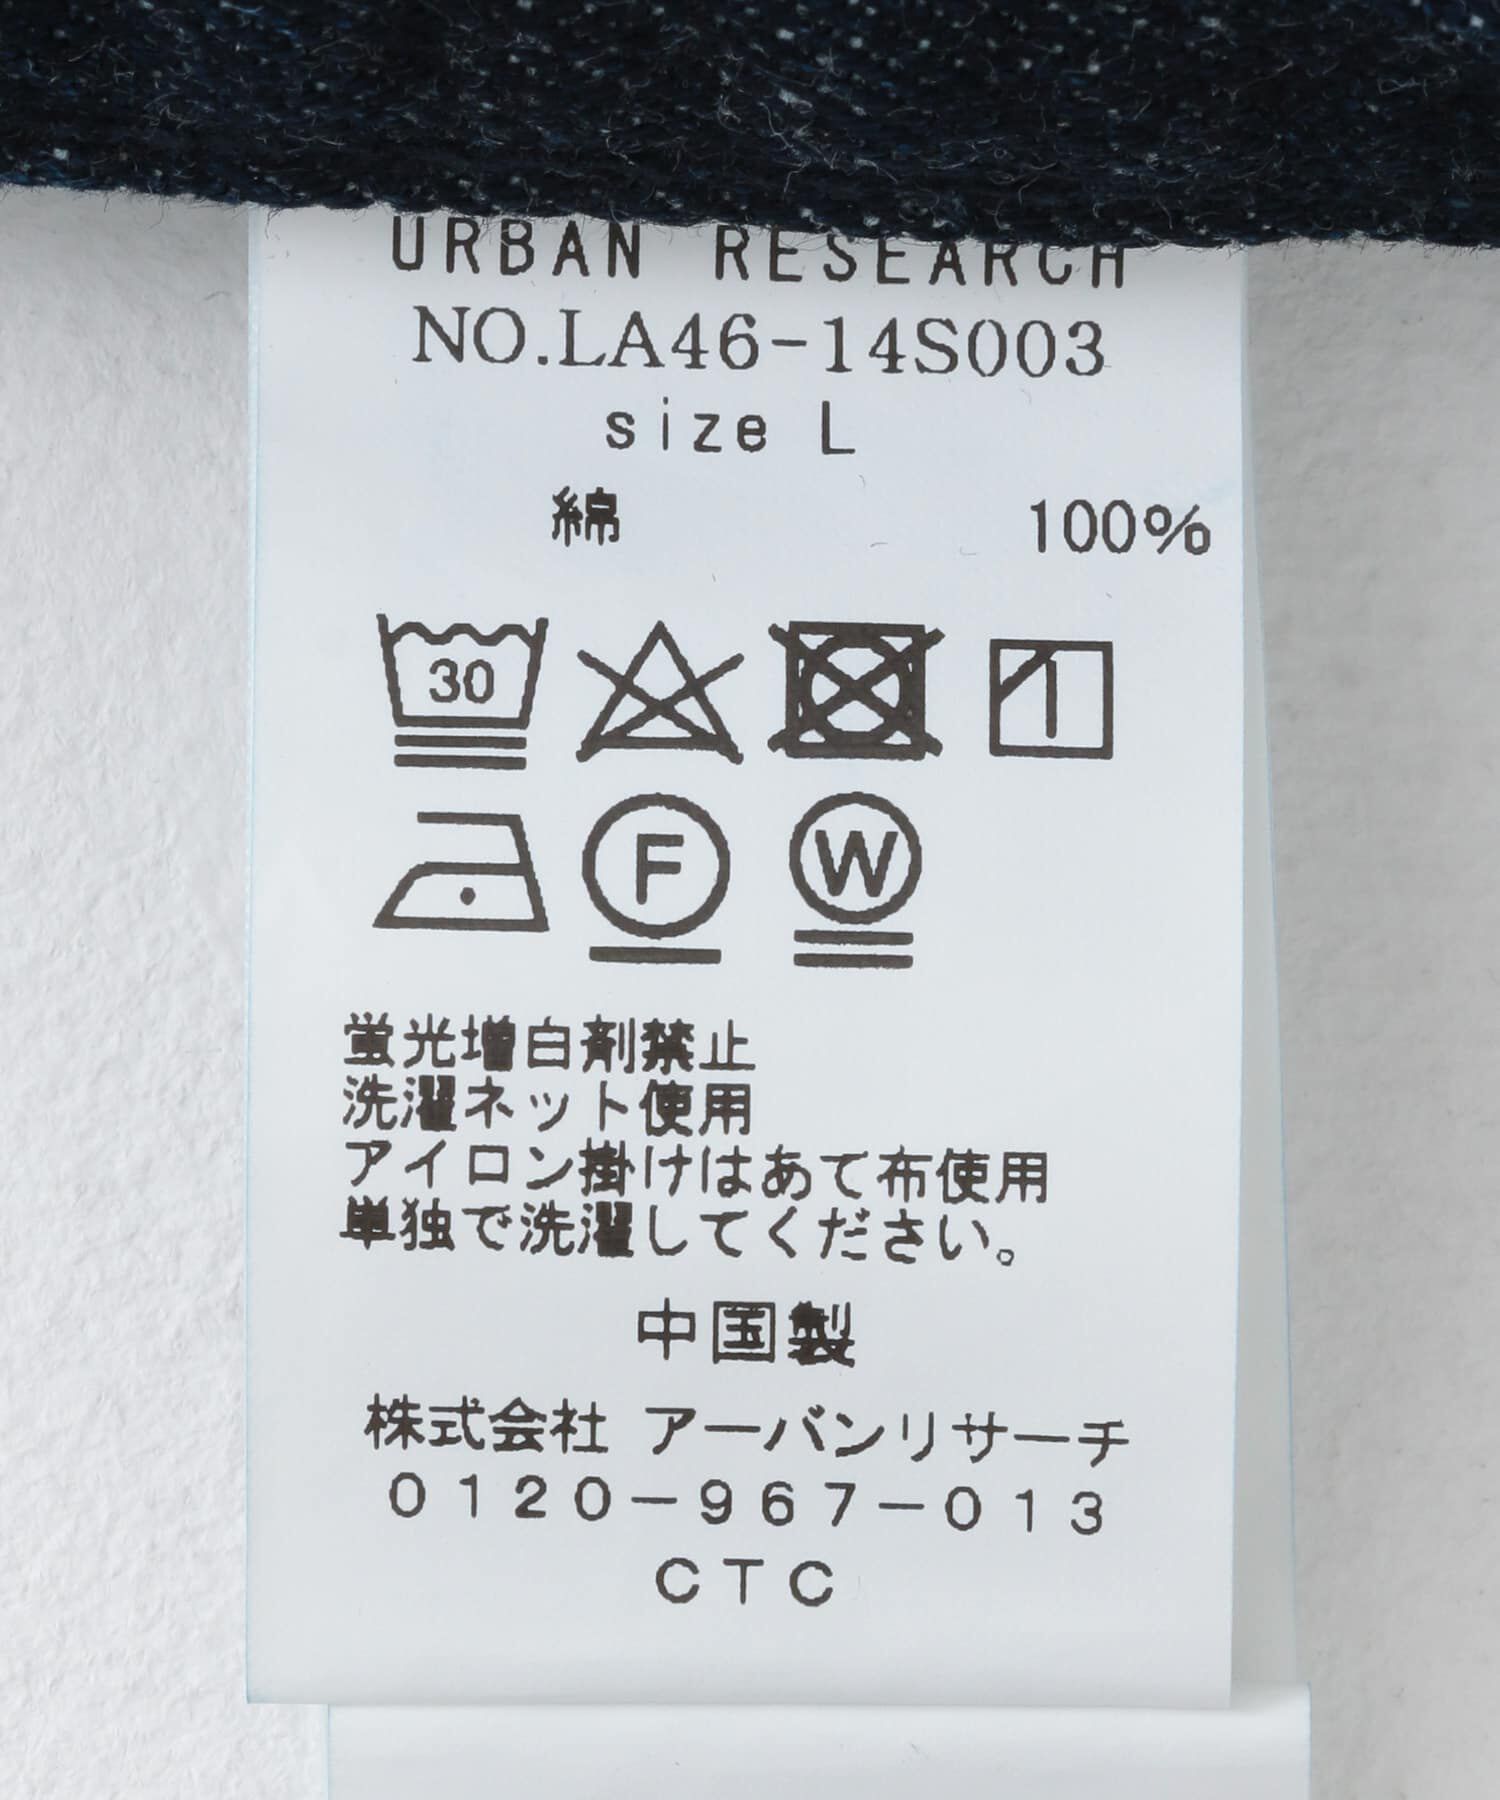 URBAN RESEARCH
NO.LA46-14S003
size L
綿 100%
30
F W
蛍光増白剤禁止
洗濯ネット使用
アイロン掛けはあて布使用
単独で洗濯してください。
中国製
株式会社 アーバンリサーチ
0120-967-013
CTC